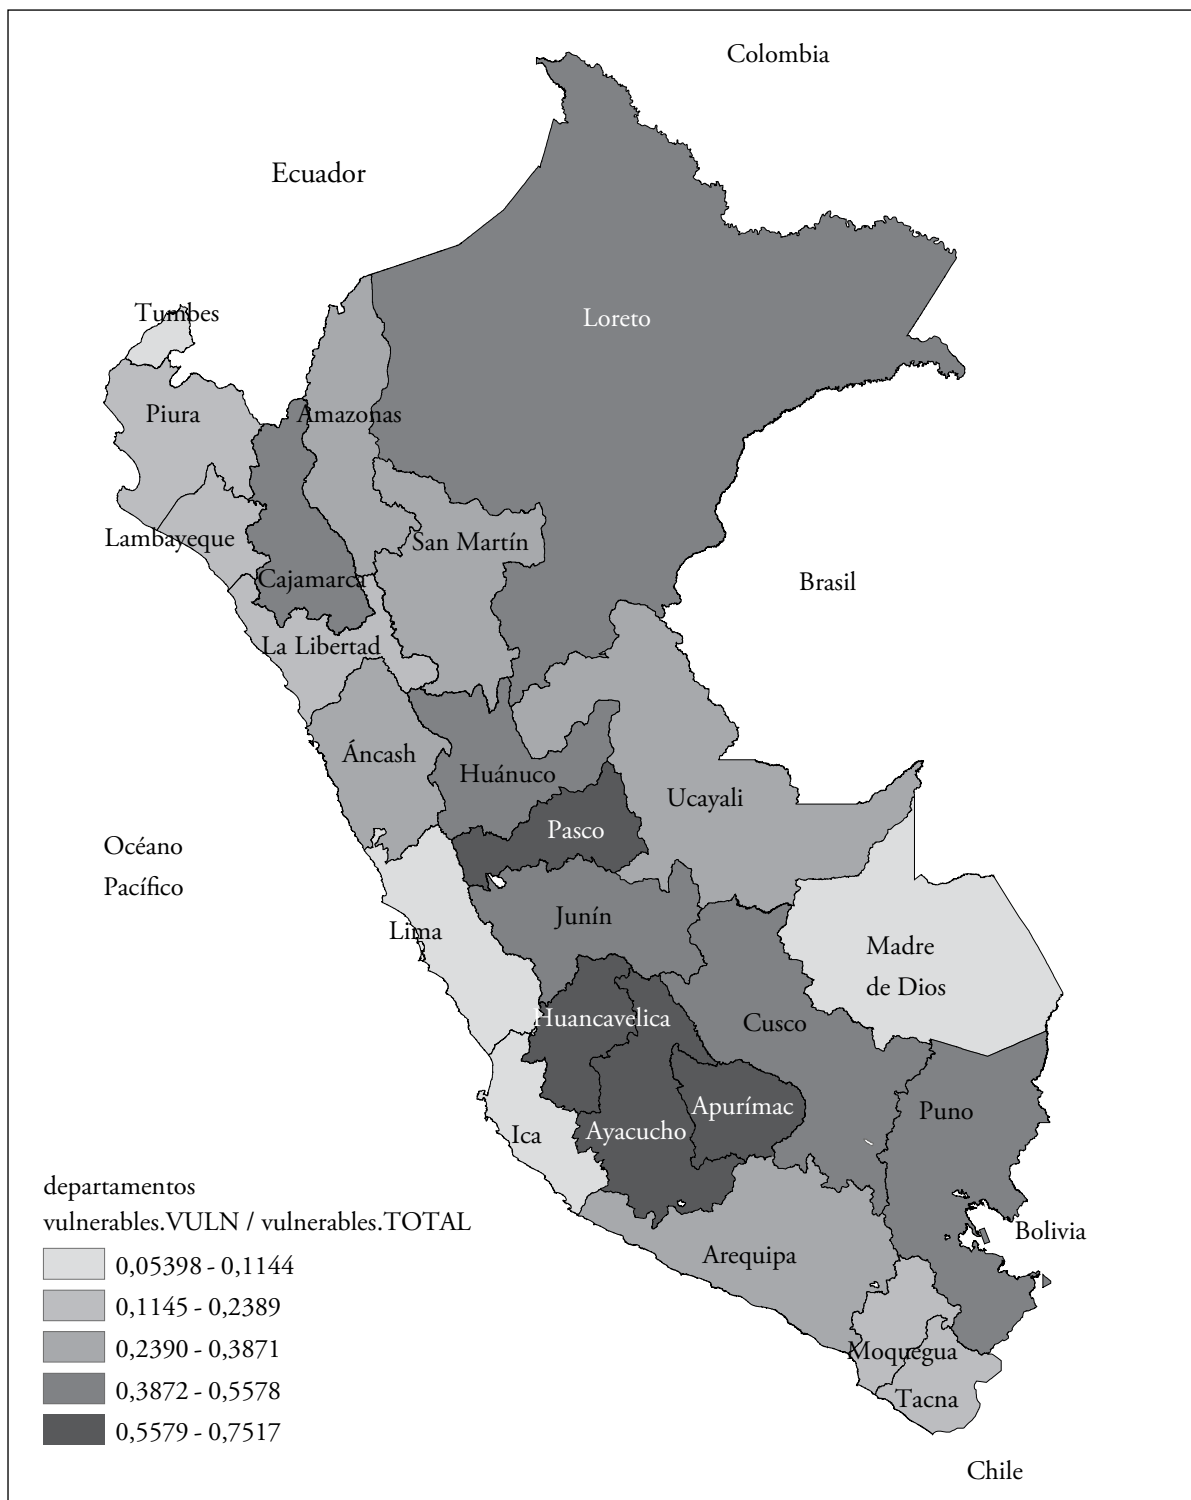 Colombia
Ecuador
Tumbes
Loreto
Piura
Amazonas
Lambayeque
San Martín
Cajamarca
Brasil
La Libertad
Áncash
Huánuco
Ucayali
Pasco
Océano
Pacífico
Junín
Lima
Madre
de Dios
Huancavelica
Cusco
Apurímac
Puno
Ica
Ayacucho
departamentos
vulnerables.VULN / vulnerables.TOTAL
Bolivia
Arequipa
0,05398 - 0,1144
0,1145 - 0,2389
0,2390 - 0,3871
0,3872 - 0,5578
0,5579 - 0,7517
Moquegua
Tacna
Chile